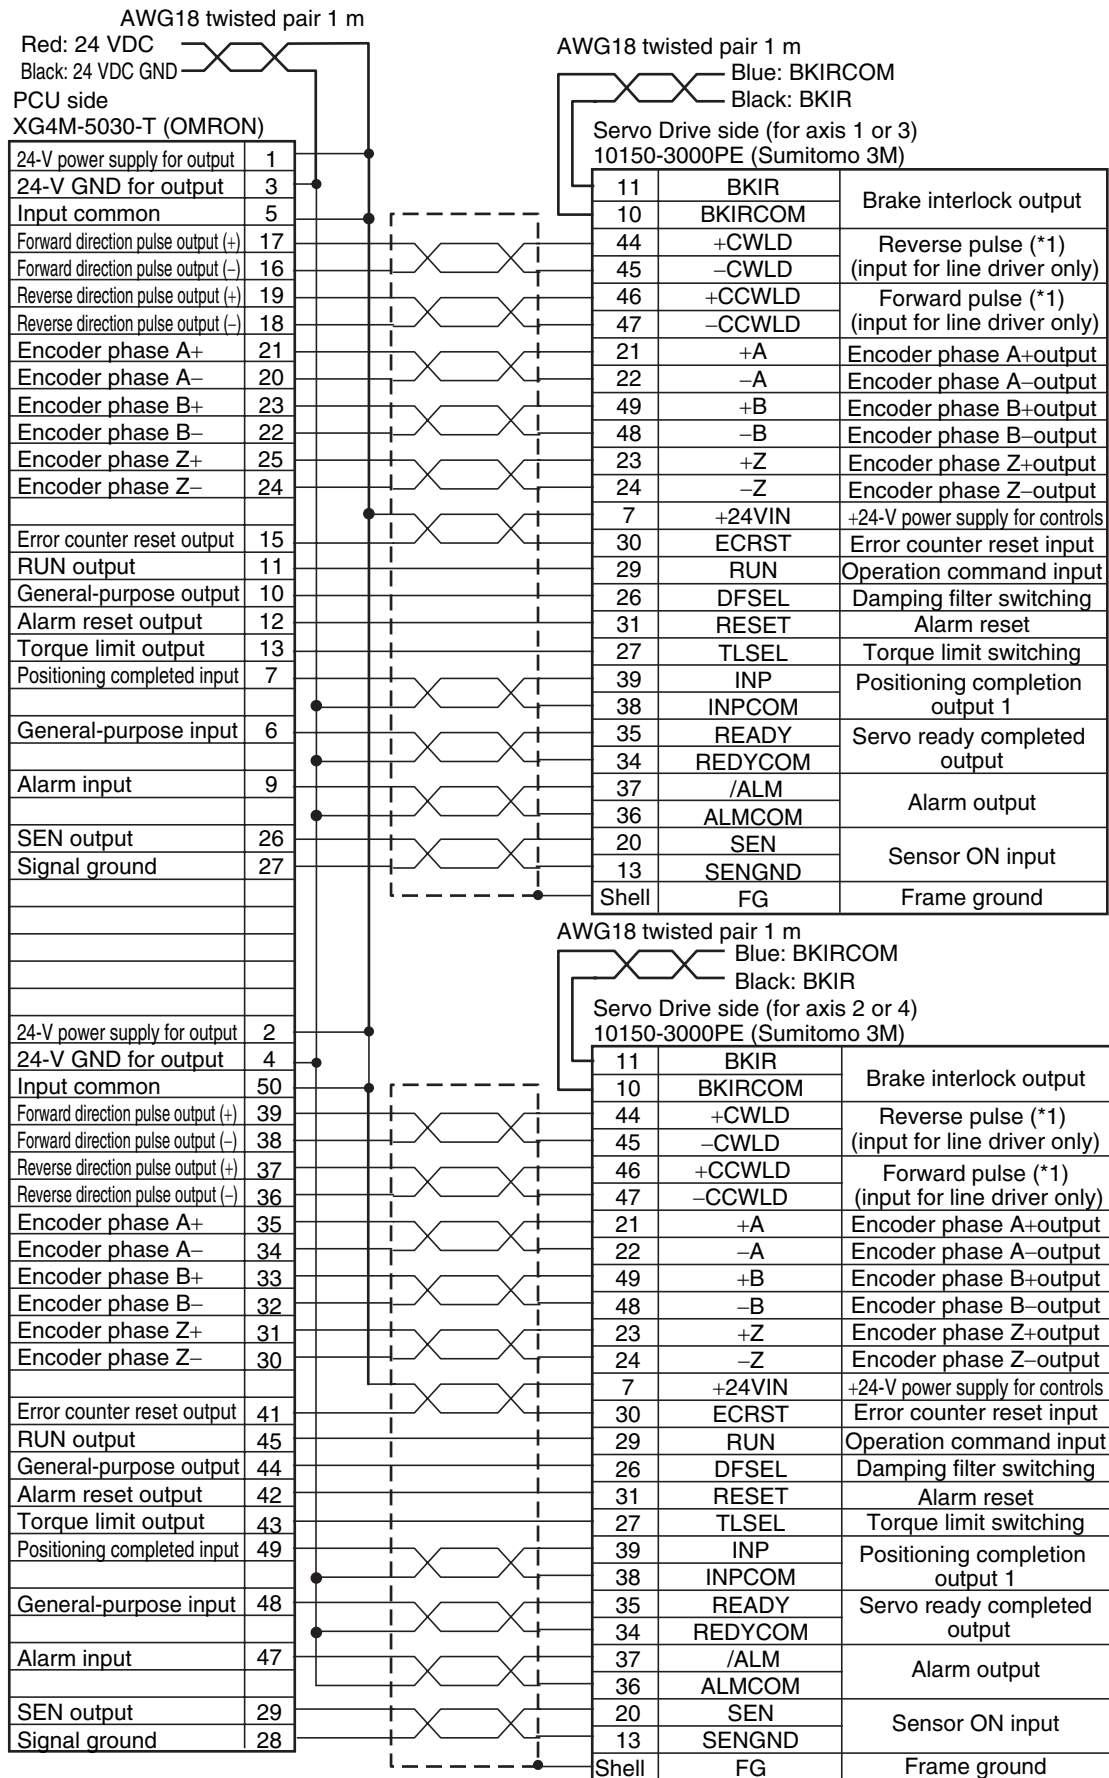 AWG18 twisted pair 1 m
Red: 24 VDC
Black: 24 VDC GND
PCU side
XG4M-5030-T (OMRON)
24-V power supply for output 1
24-V GND for output 3
Input common 5
Forward direction pulse output (+) 17
Forward direction pulse output (−) 16
Reverse direction pulse output (+) 19
Reverse direction pulse output (−) 18
Encoder phase A+ 21
Encoder phase A− 20
Encoder phase B+ 23
Encoder phase B− 22
Encoder phase Z+ 25
Encoder phase Z− 24
Error counter reset output 15
RUN output 11
General-purpose output 10
Alarm reset output 12
Torque limit output 13
Positioning completed input 7
General-purpose input 6
Alarm input 9
SEN output 26
Signal ground 27
24-V power supply for output 2
24-V GND for output 4
Input common 50
Forward direction pulse output (+) 39
Forward direction pulse output (−) 38
Reverse direction pulse output (+) 37
Reverse direction pulse output (−) 36
Encoder phase A+ 35
Encoder phase A− 34
Encoder phase B+ 33
Encoder phase B− 32
Encoder phase Z+ 31
Encoder phase Z− 30
Error counter reset output 41
RUN output 45
General-purpose output 44
Alarm reset output 42
Torque limit output 43
Positioning completed input 49
General-purpose input 48
Alarm input 47
SEN output 29
Signal ground 28
AWG18 twisted pair 1 m
Blue: BKIRCOM
Black: BKIR
Servo Drive side (for axis 1 or 3)
10150-3000PE (Sumitomo 3M)
11 BKIR Brake interlock output
10 BKIRCOM
44 +CWLD Reverse pulse (*1)
45 −CWLD (input for line driver only)
46 +CCWLD Forward pulse (*1)
47 −CCWLD (input for line driver only)
21 +A Encoder phase A+output
22 −A Encoder phase A−output
49 +B Encoder phase B+output
48 −B Encoder phase B−output
23 +Z Encoder phase Z+output
24 −Z Encoder phase Z−output
7 +24VIN +24-V power supply for controls
30 ECRST Error counter reset input
29 RUN Operation command input
26 DFSEL Damping filter switching
31 RESET Alarm reset
27 TLSEL Torque limit switching
39 INP Positioning completion
38 INPCOM output 1
35 READY Servo ready completed
34 REDYCOM output
37 /ALM Alarm output
36 ALMCOM
20 SEN Sensor ON input
13 SENGND
Shell FG Frame ground
AWG18 twisted pair 1 m
Blue: BKIRCOM
Black: BKIR
Servo Drive side (for axis 2 or 4)
10150-3000PE (Sumitomo 3M)
11 BKIR Brake interlock output
10 BKIRCOM
44 +CWLD Reverse pulse (*1)
45 −CWLD (input for line driver only)
46 +CCWLD Forward pulse (*1)
47 −CCWLD (input for line driver only)
21 +A Encoder phase A+output
22 −A Encoder phase A−output
49 +B Encoder phase B+output
48 −B Encoder phase B−output
23 +Z Encoder phase Z+output
24 −Z Encoder phase Z−output
7 +24VIN +24-V power supply for controls
30 ECRST Error counter reset input
29 RUN Operation command input
26 DFSEL Damping filter switching
31 RESET Alarm reset
27 TLSEL Torque limit switching
39 INP Positioning completion
38 INPCOM output 1
35 READY Servo ready completed
34 REDYCOM output
37 /ALM Alarm output
36 ALMCOM
20 SEN Sensor ON input
13 SENGND
Shell FG Frame ground